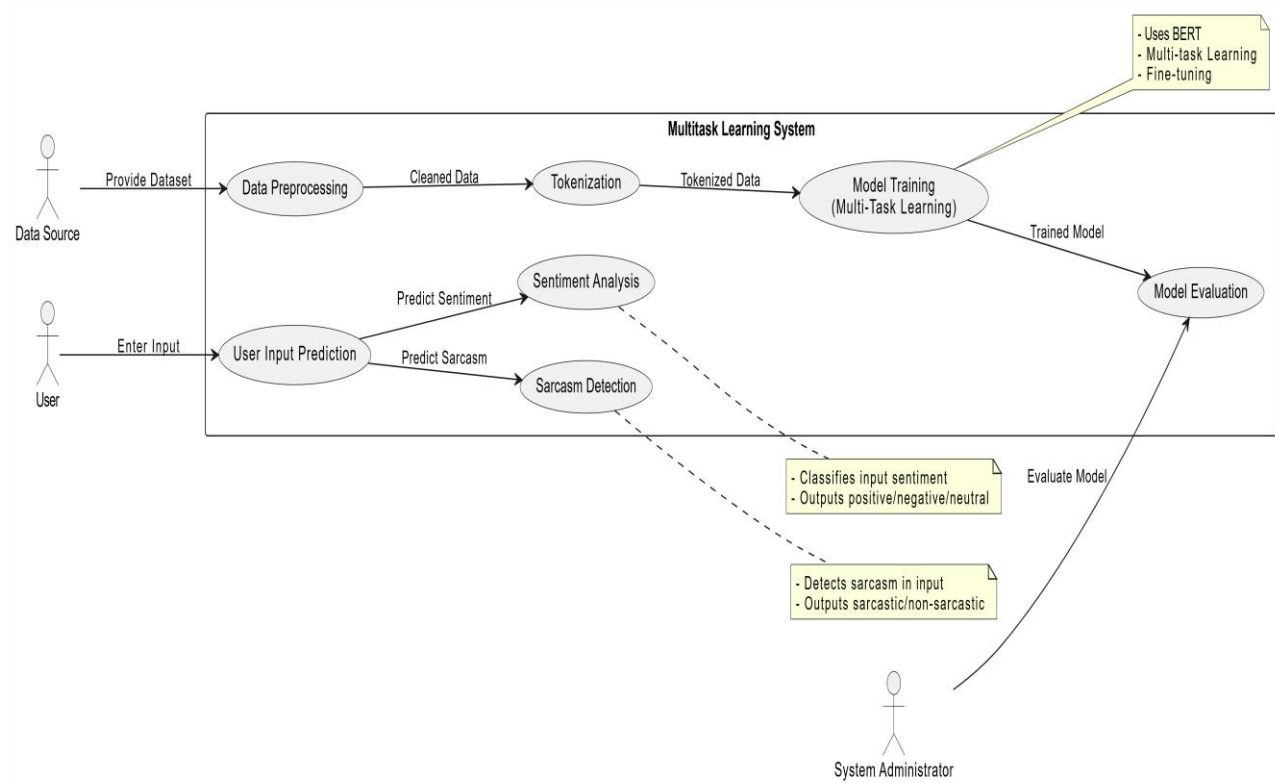 - Uses BERT
- Multi-task Learning
- Fine-tuning
Multitask Learning System
Data Source
Provide Dataset
Data Preprocessing
Cleaned Data
Tokenization
Tokenized Data
Model Training
(Multi-Task Learning)
Trained Model
Model Evaluation
User
Enter Input
User Input Prediction
Predict Sentiment
Sentiment Analysis
Predict Sarcasm
Sarcasm Detection
- Classifies input sentiment
- Outputs positive/negative/neutral
Evaluate Model
- Detects sarcasm in input
- Outputs sarcastic/non-sarcastic
System Administrator